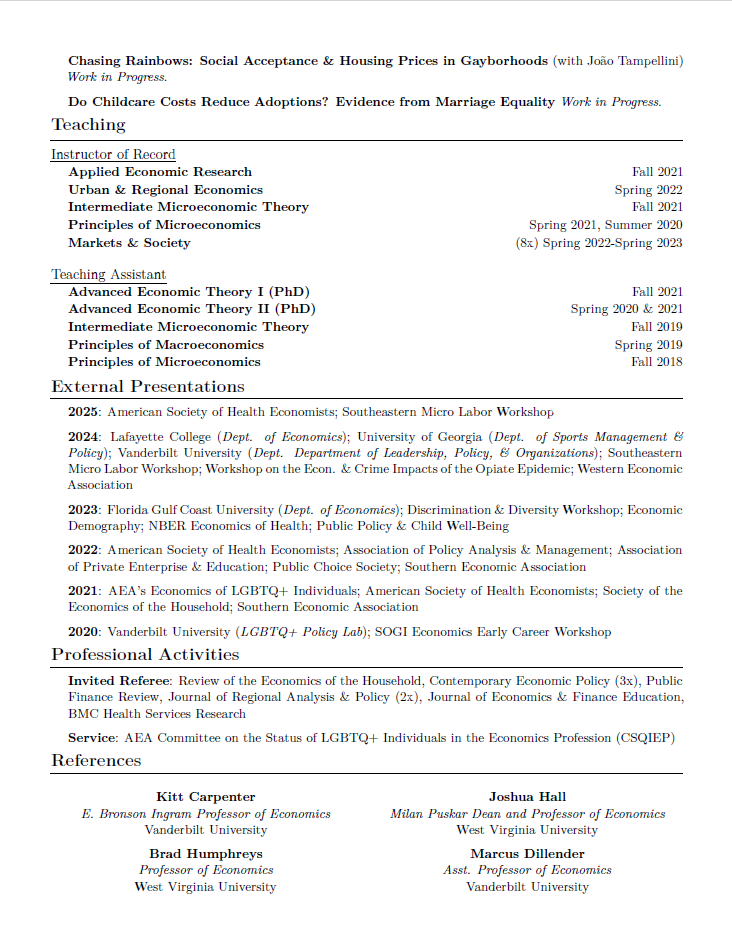 Chasing Rainbows: Social Acceptance & Housing Prices in Gayborhoods (with João Tampellini)
Work in Progress.
Do Childcare Costs Reduce Adoptions? Evidence from Marriage Equality Work in Progress.
Teaching
Instructor of Record
Applied Economic Research Fall 2021
Urban & Regional Economics Spring 2022
Intermediate Microeconomic Theory Fall 2021
Principles of Microeconomics Spring 2021, Summer 2020
Markets & Society (8x) Spring 2022-Spring 2023
Teaching Assistant
Advanced Economic Theory I (PhD) Fall 2021
Advanced Economic Theory II (PhD) Spring 2020 & 2021
Intermediate Microeconomic Theory Fall 2019
Principles of Macroeconomics Spring 2019
Principles of Microeconomics Fall 2018
External Presentations
2025: American Society of Health Economists; Southeastern Micro Labor Workshop
2024: Lafayette College (Dept. of Economics); University of Georgia (Dept. of Sports Management &
Policy); Vanderbilt University (Dept. Department of Leadership, Policy, & Organizations); Southeastern
Micro Labor Workshop; Workshop on the Econ. & Crime Impacts of the Opiate Epidemic; Western Economic
Association
2023: Florida Gulf Coast University (Dept. of Economics); Discrimination & Diversity Workshop; Economic
Demography; NBER Economics of Health; Public Policy & Child Well-Being
2022: American Society of Health Economists; Association of Policy Analysis & Management; Association
of Private Enterprise & Education; Public Choice Society; Southern Economic Association
2021: AEA's Economics of LGBTQ+ Individuals; American Society of Health Economists; Society of the
Economics of the Household; Southern Economic Association
2020: Vanderbilt University (LGBTQ+ Policy Lab); SOGI Economics Early Career Workshop
Professional Activities
Invited Referee: Review of the Economics of the Household, Contemporary Economic Policy (3x), Public
Finance Review, Journal of Regional Analysis & Policy (2x), Journal of Economics & Finance Education,
BMC Health Services Research
Service: AEA Committee on the Status of LGBTQ+ Individuals in the Economics Profession (CSQIEP)
References
Kitt Carpenter
E. Bronson Ingram Professor of Economics
Vanderbilt University
Joshua Hall
Milan Puskar Dean and Professor of Economics
West Virginia University
Brad Humphreys
Professor of Economics
West Virginia University
Marcus Dillender
Asst. Professor of Economics
Vanderbilt University